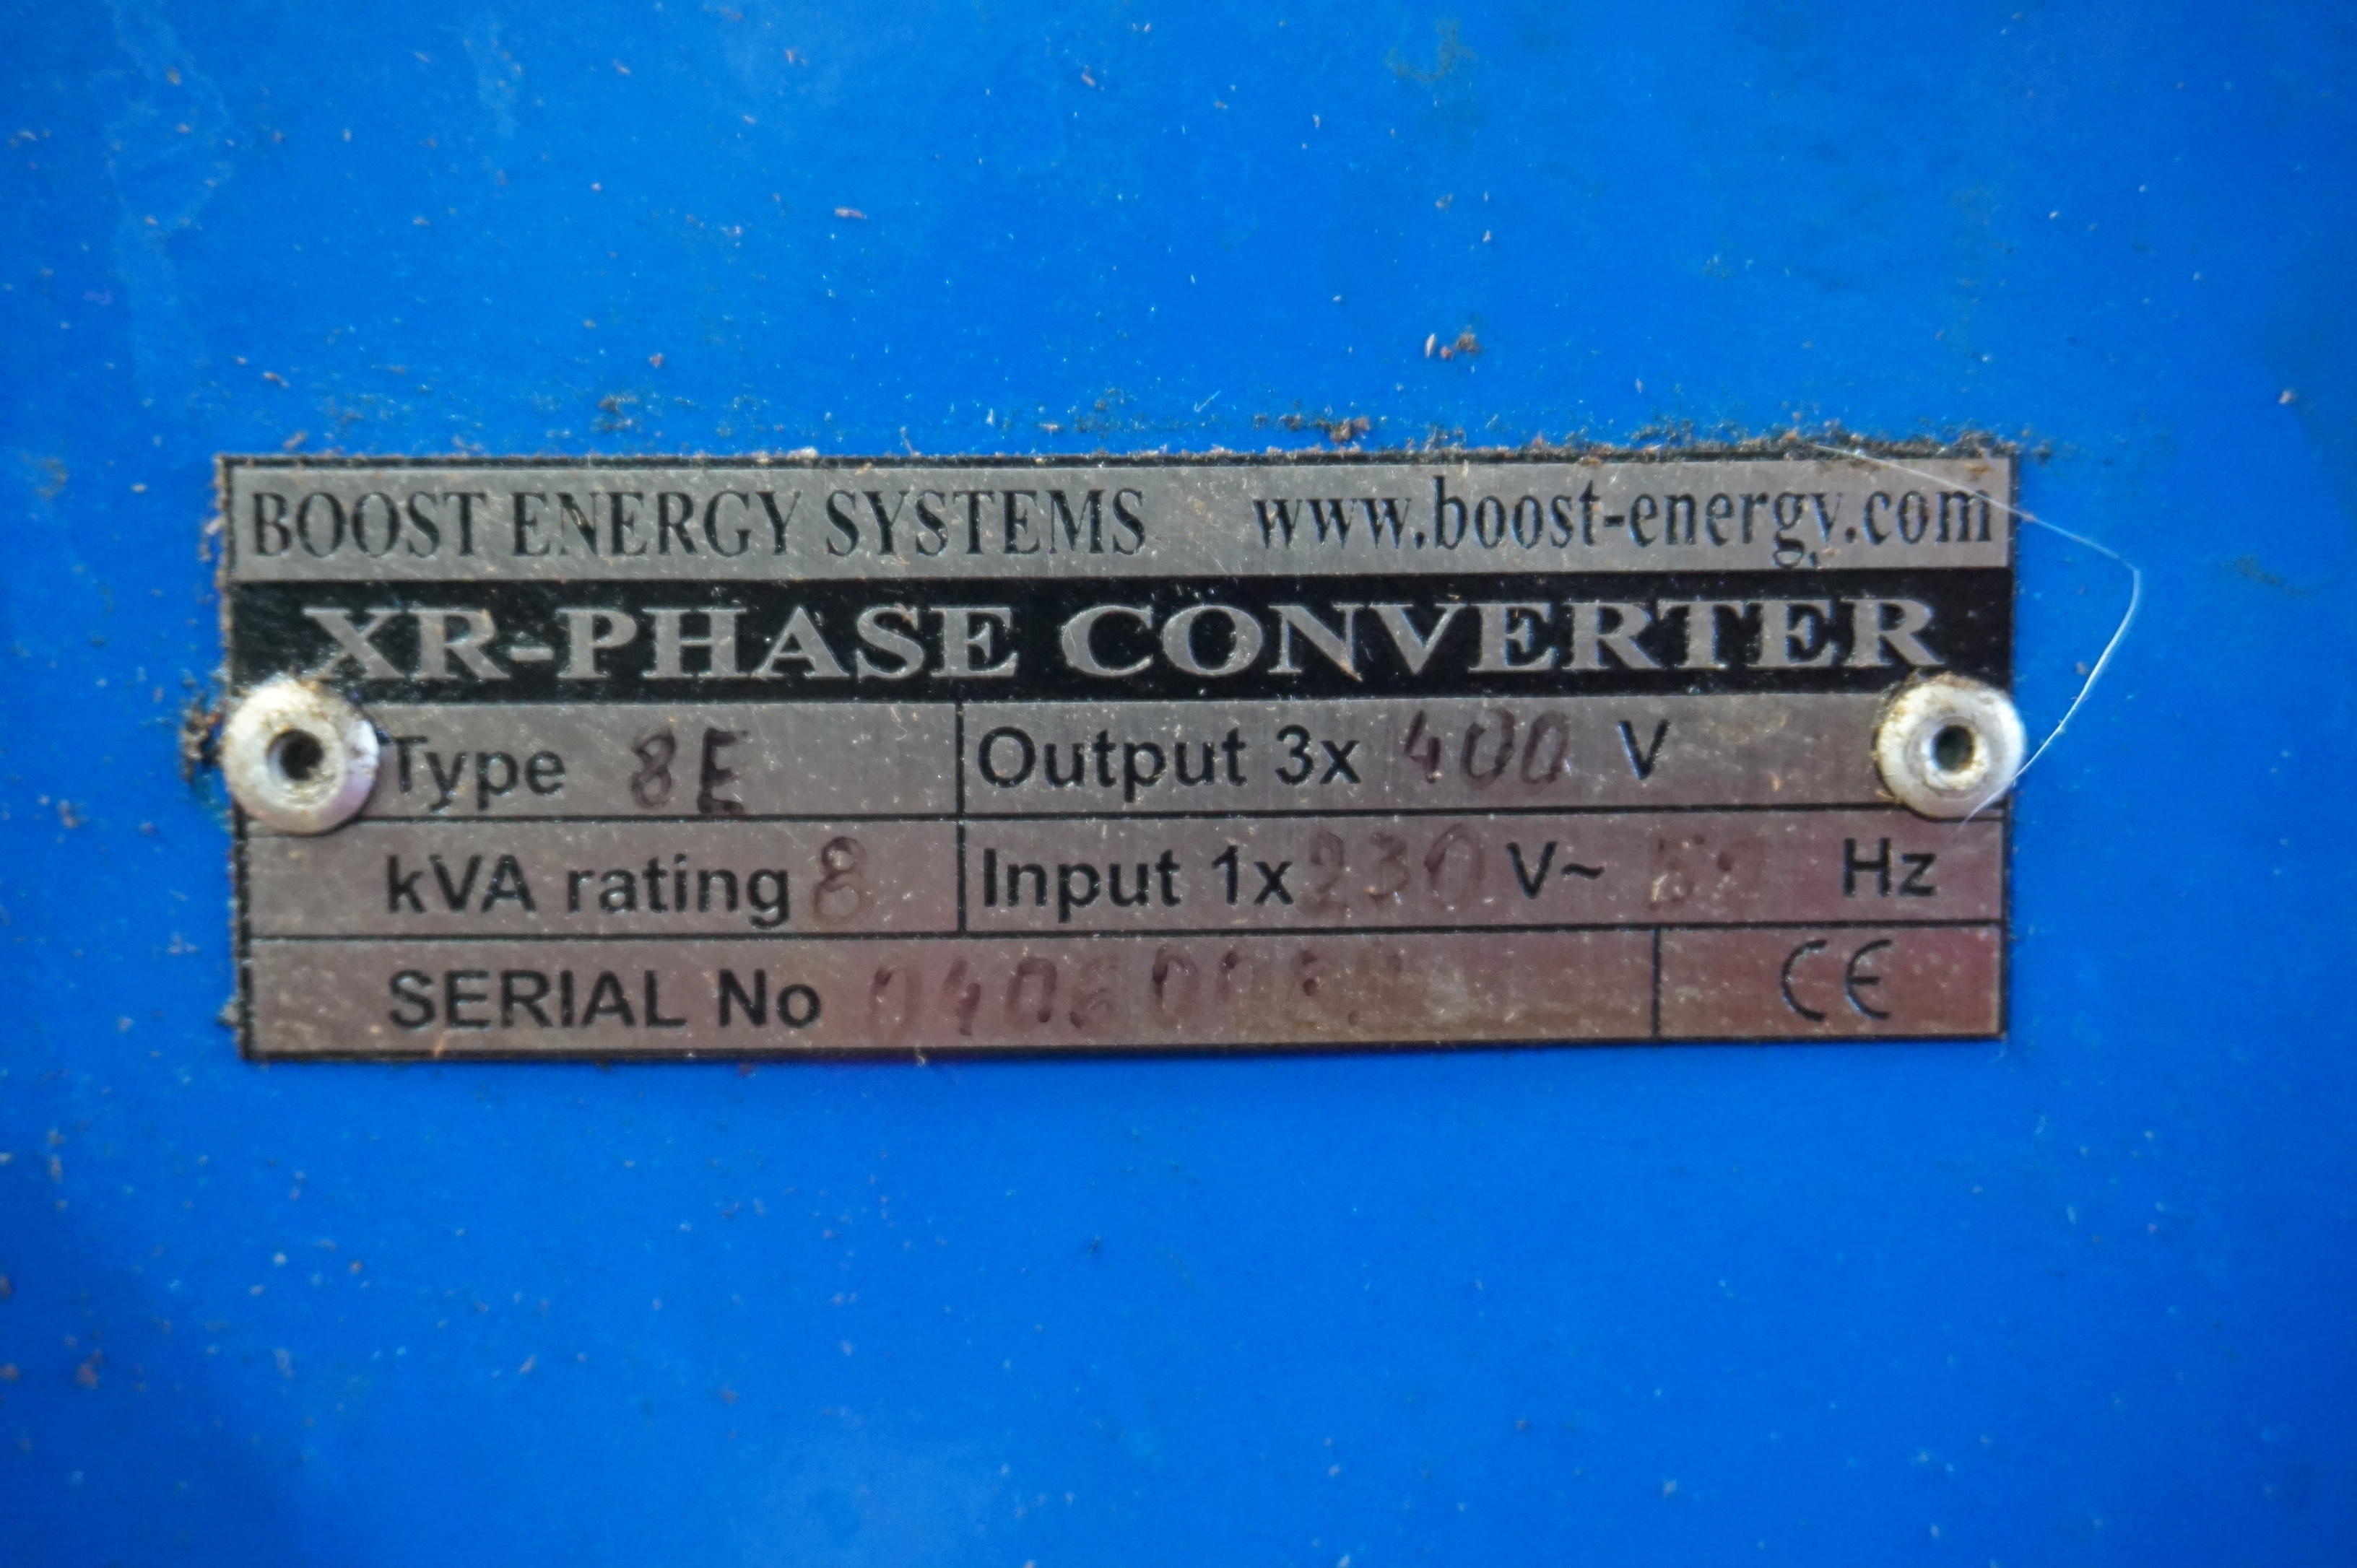 BOOST ENERGY SYSTEMS www.boost-energy.com
XR-PHASE CONVERTER
Type 8E Output 3x 400 V
kVA rating 8 Input 1x 230 V~ 50 Hz
SERIAL No
CE